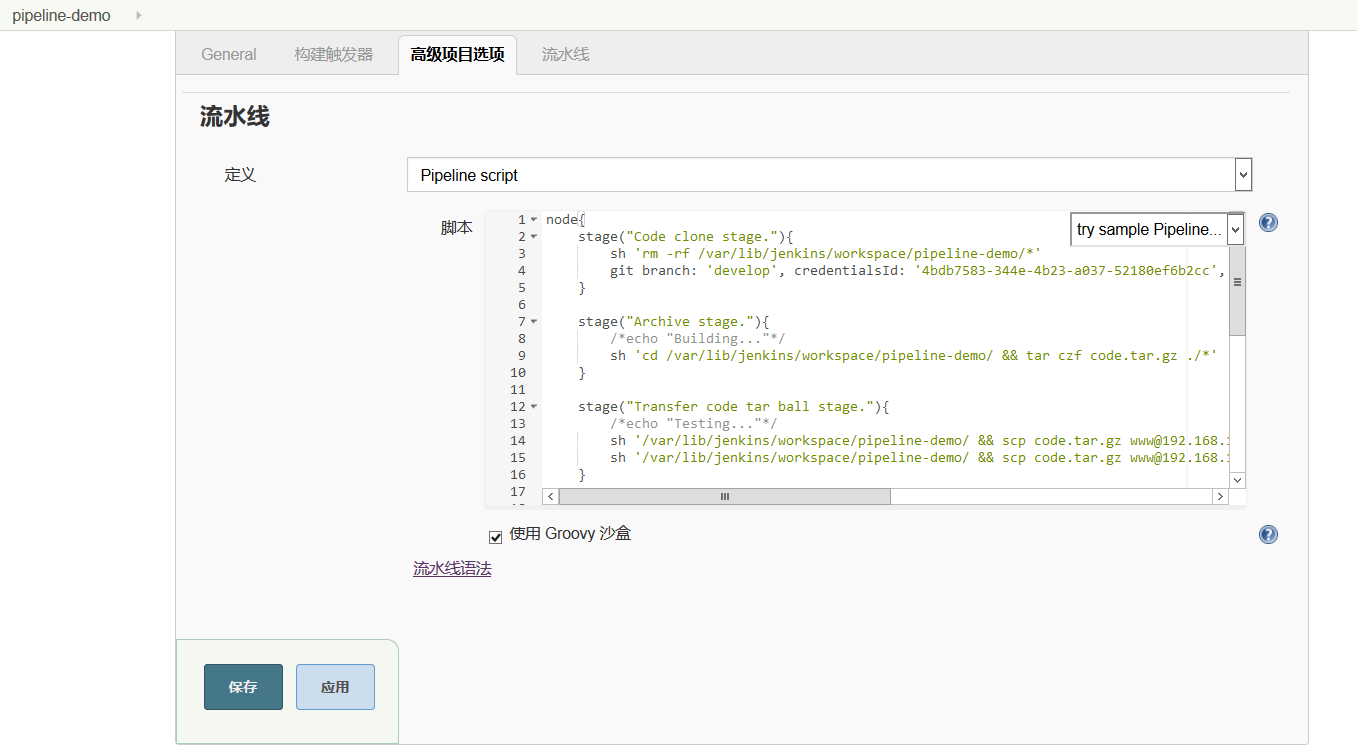 pipeline-demo
General 构建触发器 高级项目选项 流水线
流水线
定义 Pipeline script
脚本
try sample Pipeline...
1 node{
2 stage("Code clone stage."){
3 sh 'rm -rf /var/lib/jenkins/workspace/pipeline-demo/*'
4 git branch: 'develop', credentialsId: '4bdb7583-344e-4b23-a037-52180ef6b2cc',
5 }
6
7 stage("Archive stage."){
8 /*echo "Building..."*/
9 sh 'cd /var/lib/jenkins/workspace/pipeline-demo/ && tar czf code.tar.gz ./*'
10 }
11
12 stage("Transfer code tar ball stage."){
13 /*echo "Testing..."*/
14 sh '/var/lib/jenkins/workspace/pipeline-demo/ && scp code.tar.gz www@192.168.1
15 sh '/var/lib/jenkins/workspace/pipeline-demo/ && scp code.tar.gz www@192.168.1
16 }
17
使用 Groovy 沙盒
流水线语法
保存 应用